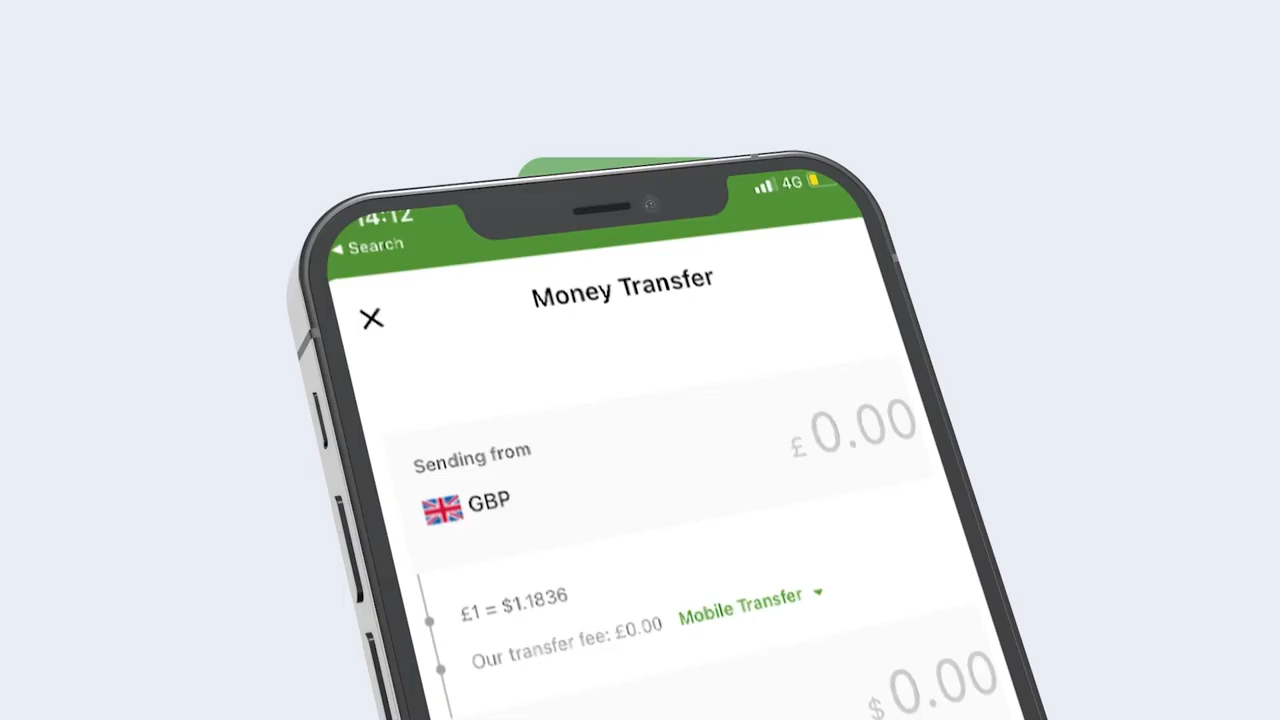 14:12
4G
◀ Search
Money Transfer
Sending from
£ 0.00
GBP
£1 = $1.1836
Our transfer fee: £0.00 Mobile Transfer
$ 0.00